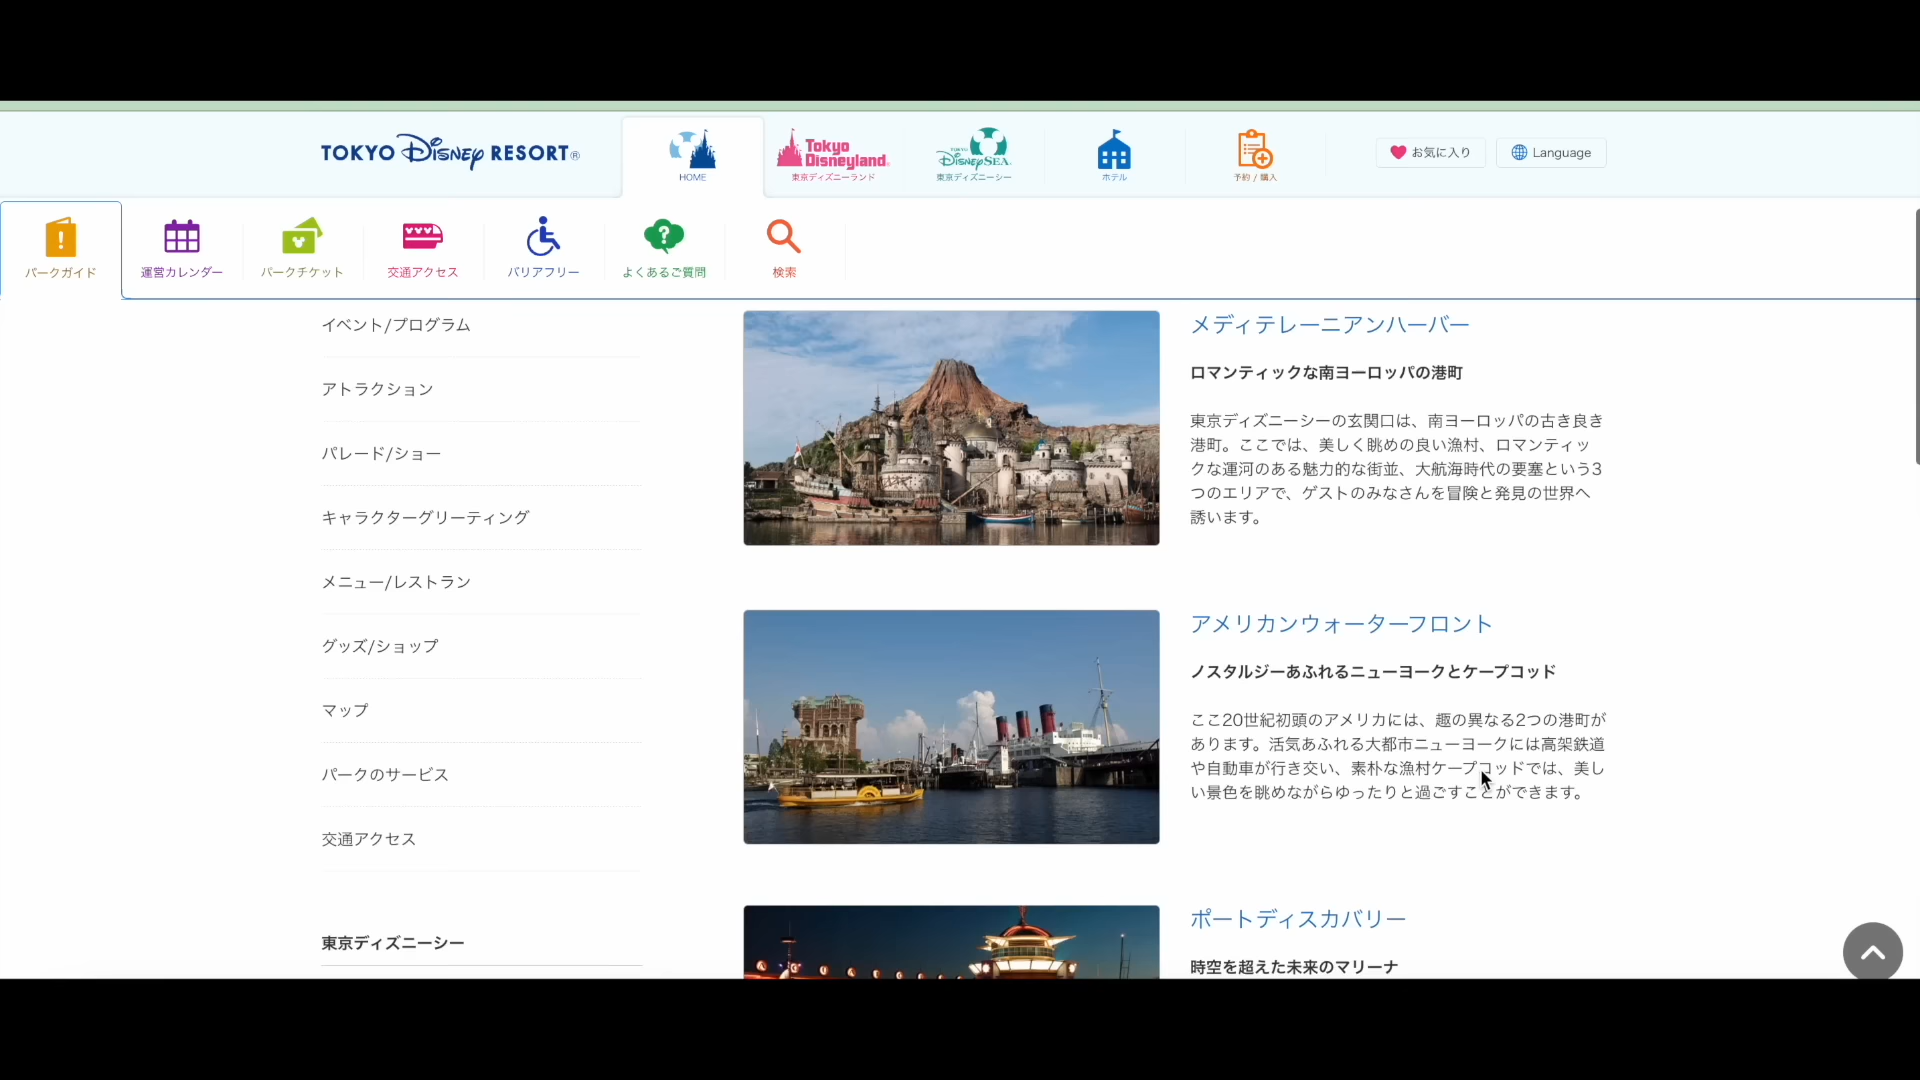 TOKYO DISNEY RESORT®
HOME
Tokyo Disneyland®
東京ディズニーランド
TOKYO DISNEYSEA®
東京ディズニーシー
ホテル
予約 / 購入
お気に入り
Language
パークガイド
運営カレンダー
パークチケット
交通アクセス
バリアフリー
よくあるご質問
検索
イベント/プログラム
アトラクション
パレード/ショー
キャラクターグリーティング
メニュー/レストラン
グッズ/ショップ
マップ
パークのサービス
交通アクセス
東京ディズニーシー
メディテレーニアンハーバー
ロマンティックな南ヨーロッパの港町
東京ディズニーシーの玄関口は、南ヨーロッパの古き良き
港町。ここでは、美しく眺めの良い漁村、ロマンティッ
クな運河のある魅力的な街並、大航海時代の要塞という3
つのエリアで、ゲストのみなさんを冒険と発見の世界へ
誘います。
アメリカンウォーターフロント
ノスタルジーあふれるニューヨークとケープコッド
ここ20世紀初頭のアメリカには、趣の異なる2つの港町が
あります。活気あふれる大都市ニューヨークには高架鉄道
や自動車が行き交い、素朴な漁村ケープコッドでは、美し
い景色を眺めながらゆったりと過ごすことができます。
ポートディスカバリー
時空を超えた未来のマリーナ